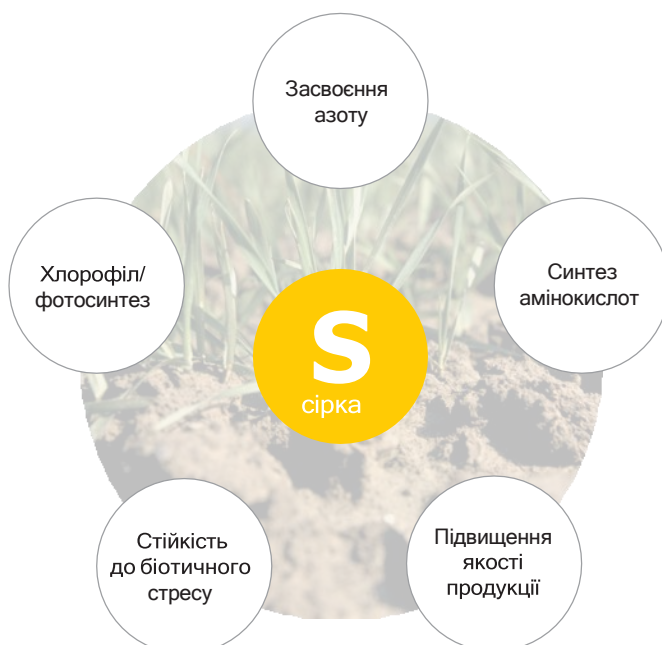 Засвоєння
азоту
Хлорофіл/
фотосинтез
Синтез
амінокислот
S
сірка
Стійкість
до біотичного
стресу
Підвищення
якості
продукції